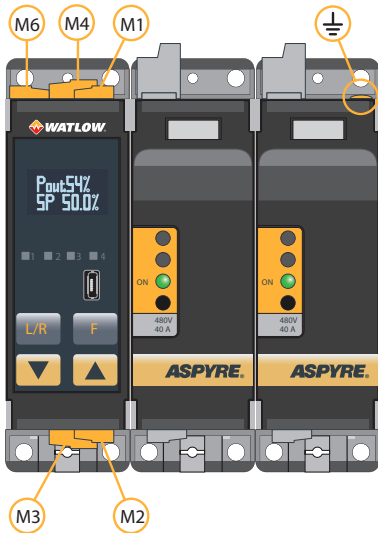 M6 M4 M1
WATLOW.
Pout54%
SP 50.0%
1 2 3 4
ON ON
L/R F
480V 480V
40 A 40 A
ASPYRE. ASPYRE.
M3 M2